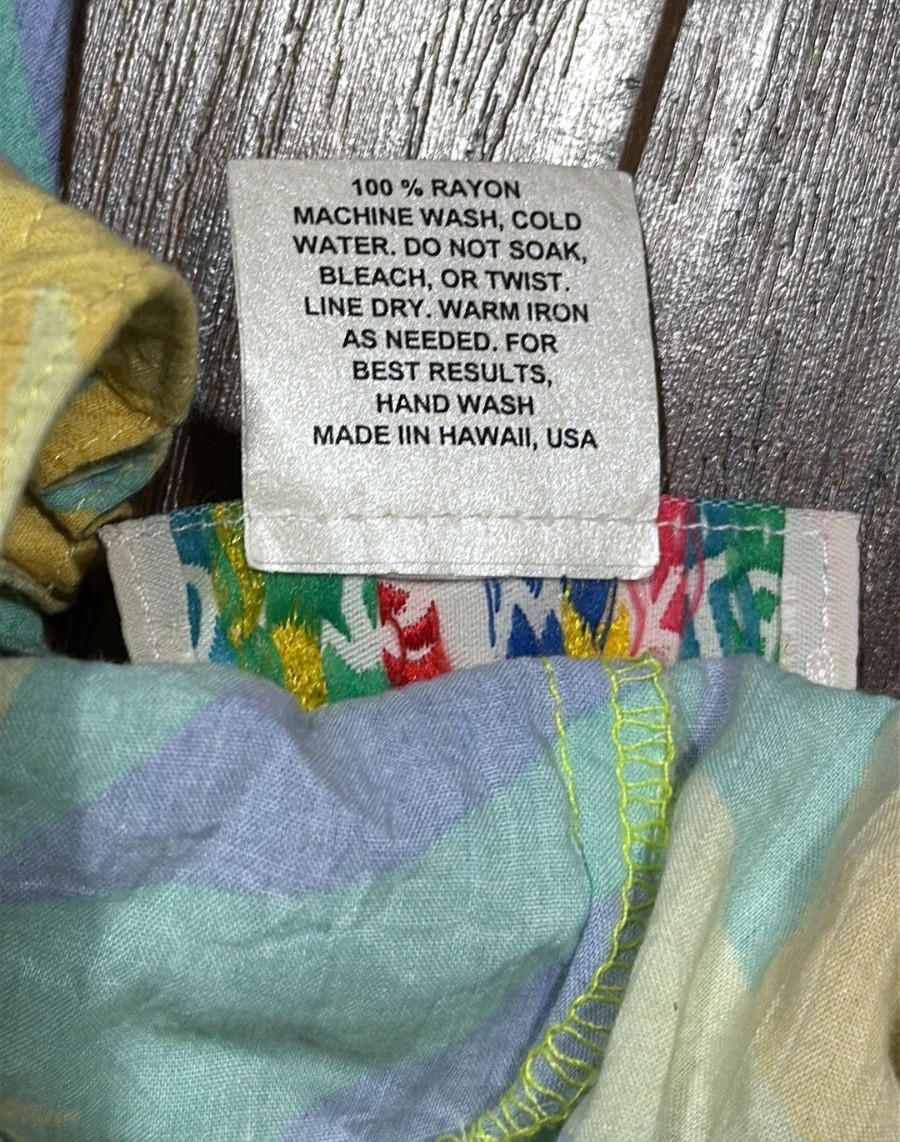 100 % RAYON
MACHINE WASH, COLD
WATER. DO NOT SOAK,
BLEACH, OR TWIST.
LINE DRY. WARM IRON
AS NEEDED. FOR
BEST RESULTS,
HAND WASH
MADE IIN HAWAII, USA